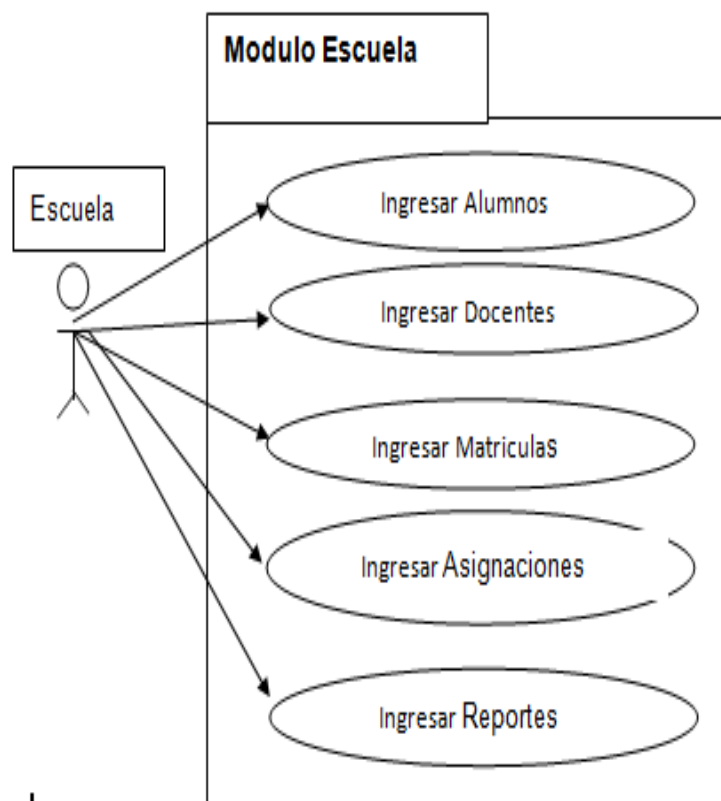 Modulo Escuela
Escuela
Ingresar Alumnos
Ingresar Docentes
Ingresar Matriculas
Ingresar Asignaciones
Ingresar Reportes